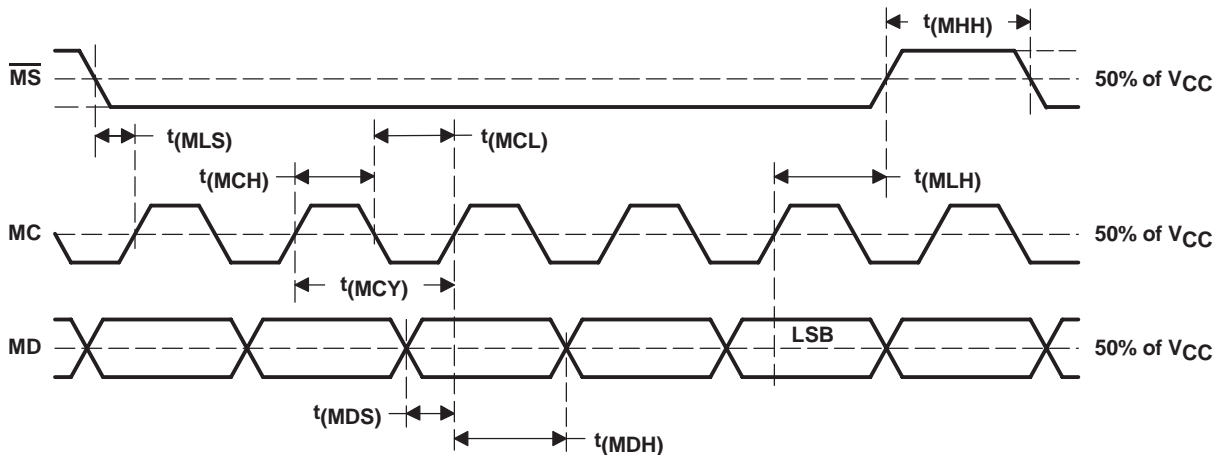 t(MHH)
MS
50% of VCC
t(MLS)
t(MCL)
t(MCH)
t(MLH)
MC
50% of VCC
t(MCY)
LSB
MD
50% of VCC
t(MDS)
t(MDH)